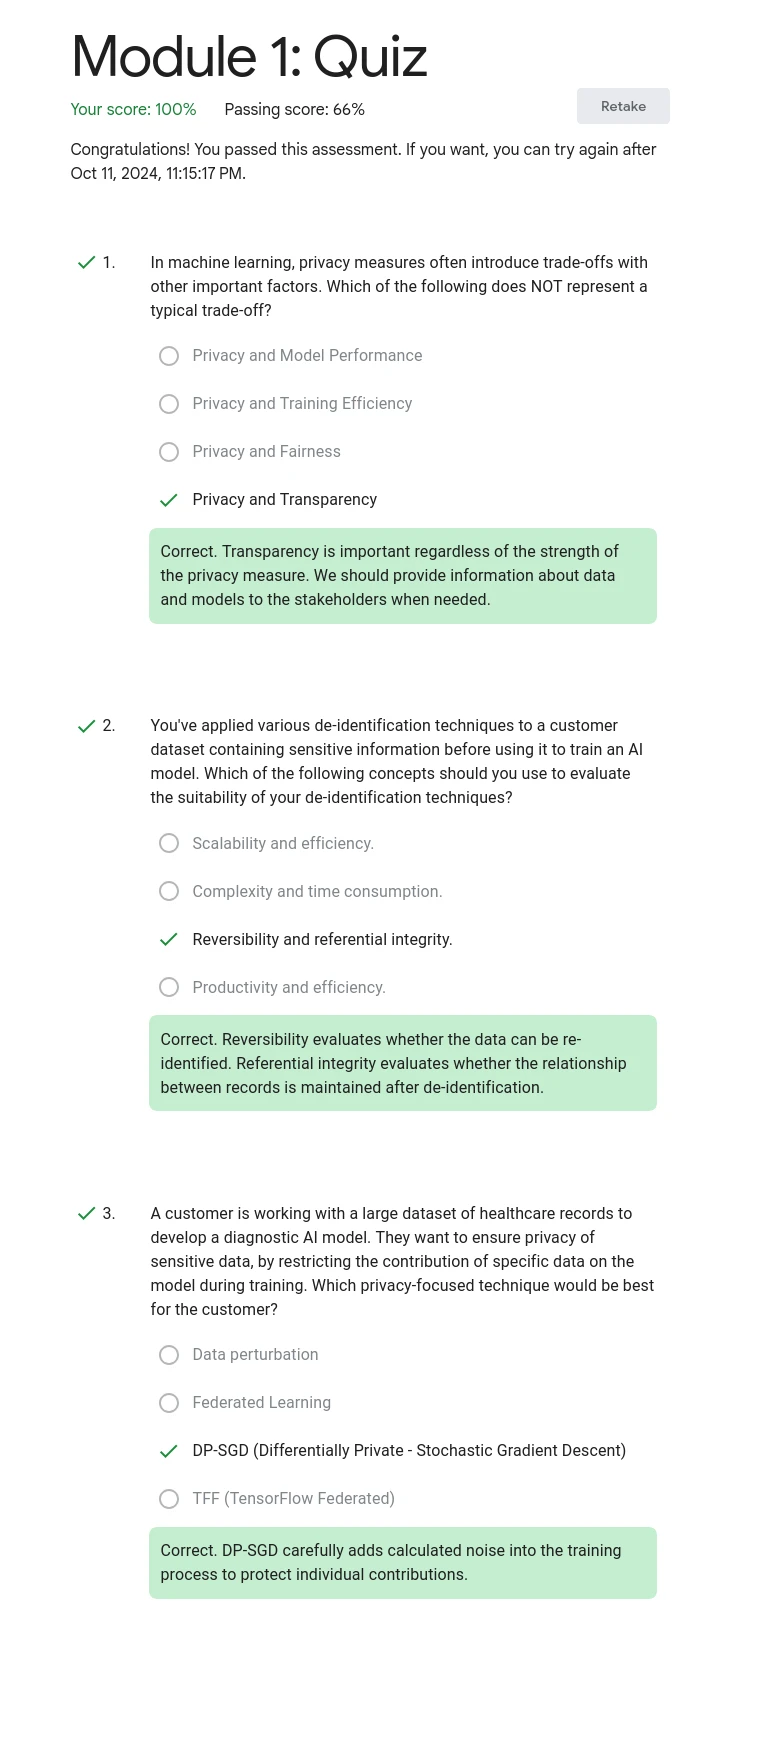 Module 1: Quiz
Your score: 100% Passing score: 66%
Retake
Congratulations! You passed this assessment. If you want, you can try again after
Oct 11, 2024, 11:15:17 PM.
1. In machine learning, privacy measures often introduce trade-offs with
other important factors. Which of the following does NOT represent a
typical trade-off?
Privacy and Model Performance
Privacy and Training Efficiency
Privacy and Fairness
Privacy and Transparency
Correct. Transparency is important regardless of the strength of
the privacy measure. We should provide information about data
and models to the stakeholders when needed.
2. You've applied various de-identification techniques to a customer
dataset containing sensitive information before using it to train an AI
model. Which of the following concepts should you use to evaluate
the suitability of your de-identification techniques?
Scalability and efficiency.
Complexity and time consumption.
Reversibility and referential integrity.
Productivity and efficiency.
Correct. Reversibility evaluates whether the data can be re-
identified. Referential integrity evaluates whether the relationship
between records is maintained after de-identification.
3. A customer is working with a large dataset of healthcare records to
develop a diagnostic AI model. They want to ensure privacy of
sensitive data, by restricting the contribution of specific data on the
model during training. Which privacy-focused technique would be best
for the customer?
Data perturbation
Federated Learning
DP-SGD (Differentially Private - Stochastic Gradient Descent)
TFF (TensorFlow Federated)
Correct. DP-SGD carefully adds calculated noise into the training
process to protect individual contributions.